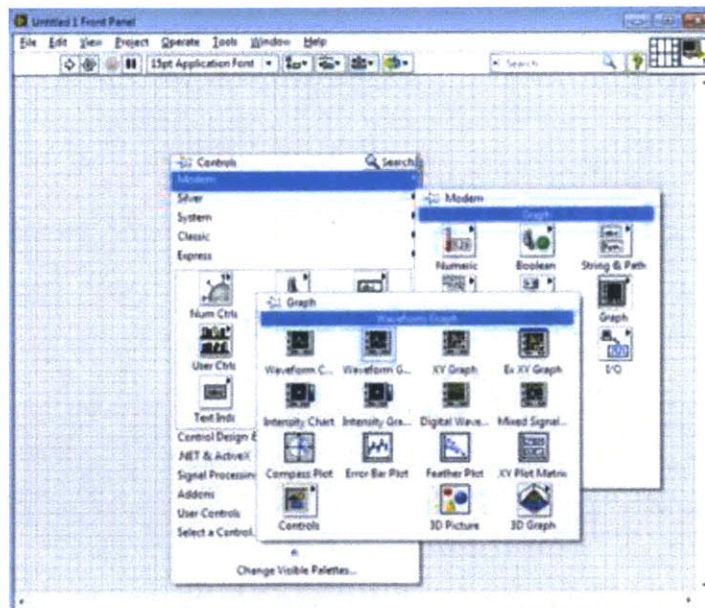 Untitled 1 Front Panel
File Edit View Project Operate Tools Window Help
15pt Application Font
Search
Controls Search
Modern
Silver
System
Classic
Express
Num Ctrls
User Ctrls
Text Inds
Control Design &
.NET & ActiveX
Signal Processing
Addons
User Controls
Select a Control...
Change Visible Palettes...
Modern
Graph
Numeric Boolean String & Path
Graph
I/O
Graph
Waveform Graph
Waveform C... Waveform G... XY Graph Ex XY Graph
Intensity Chart Intensity Gra... Digital Wave... Mixed Signal...
Compass Plot Error Bar Plot Feather Plot XY Plot Matrix
Controls 3D Picture 3D Graph